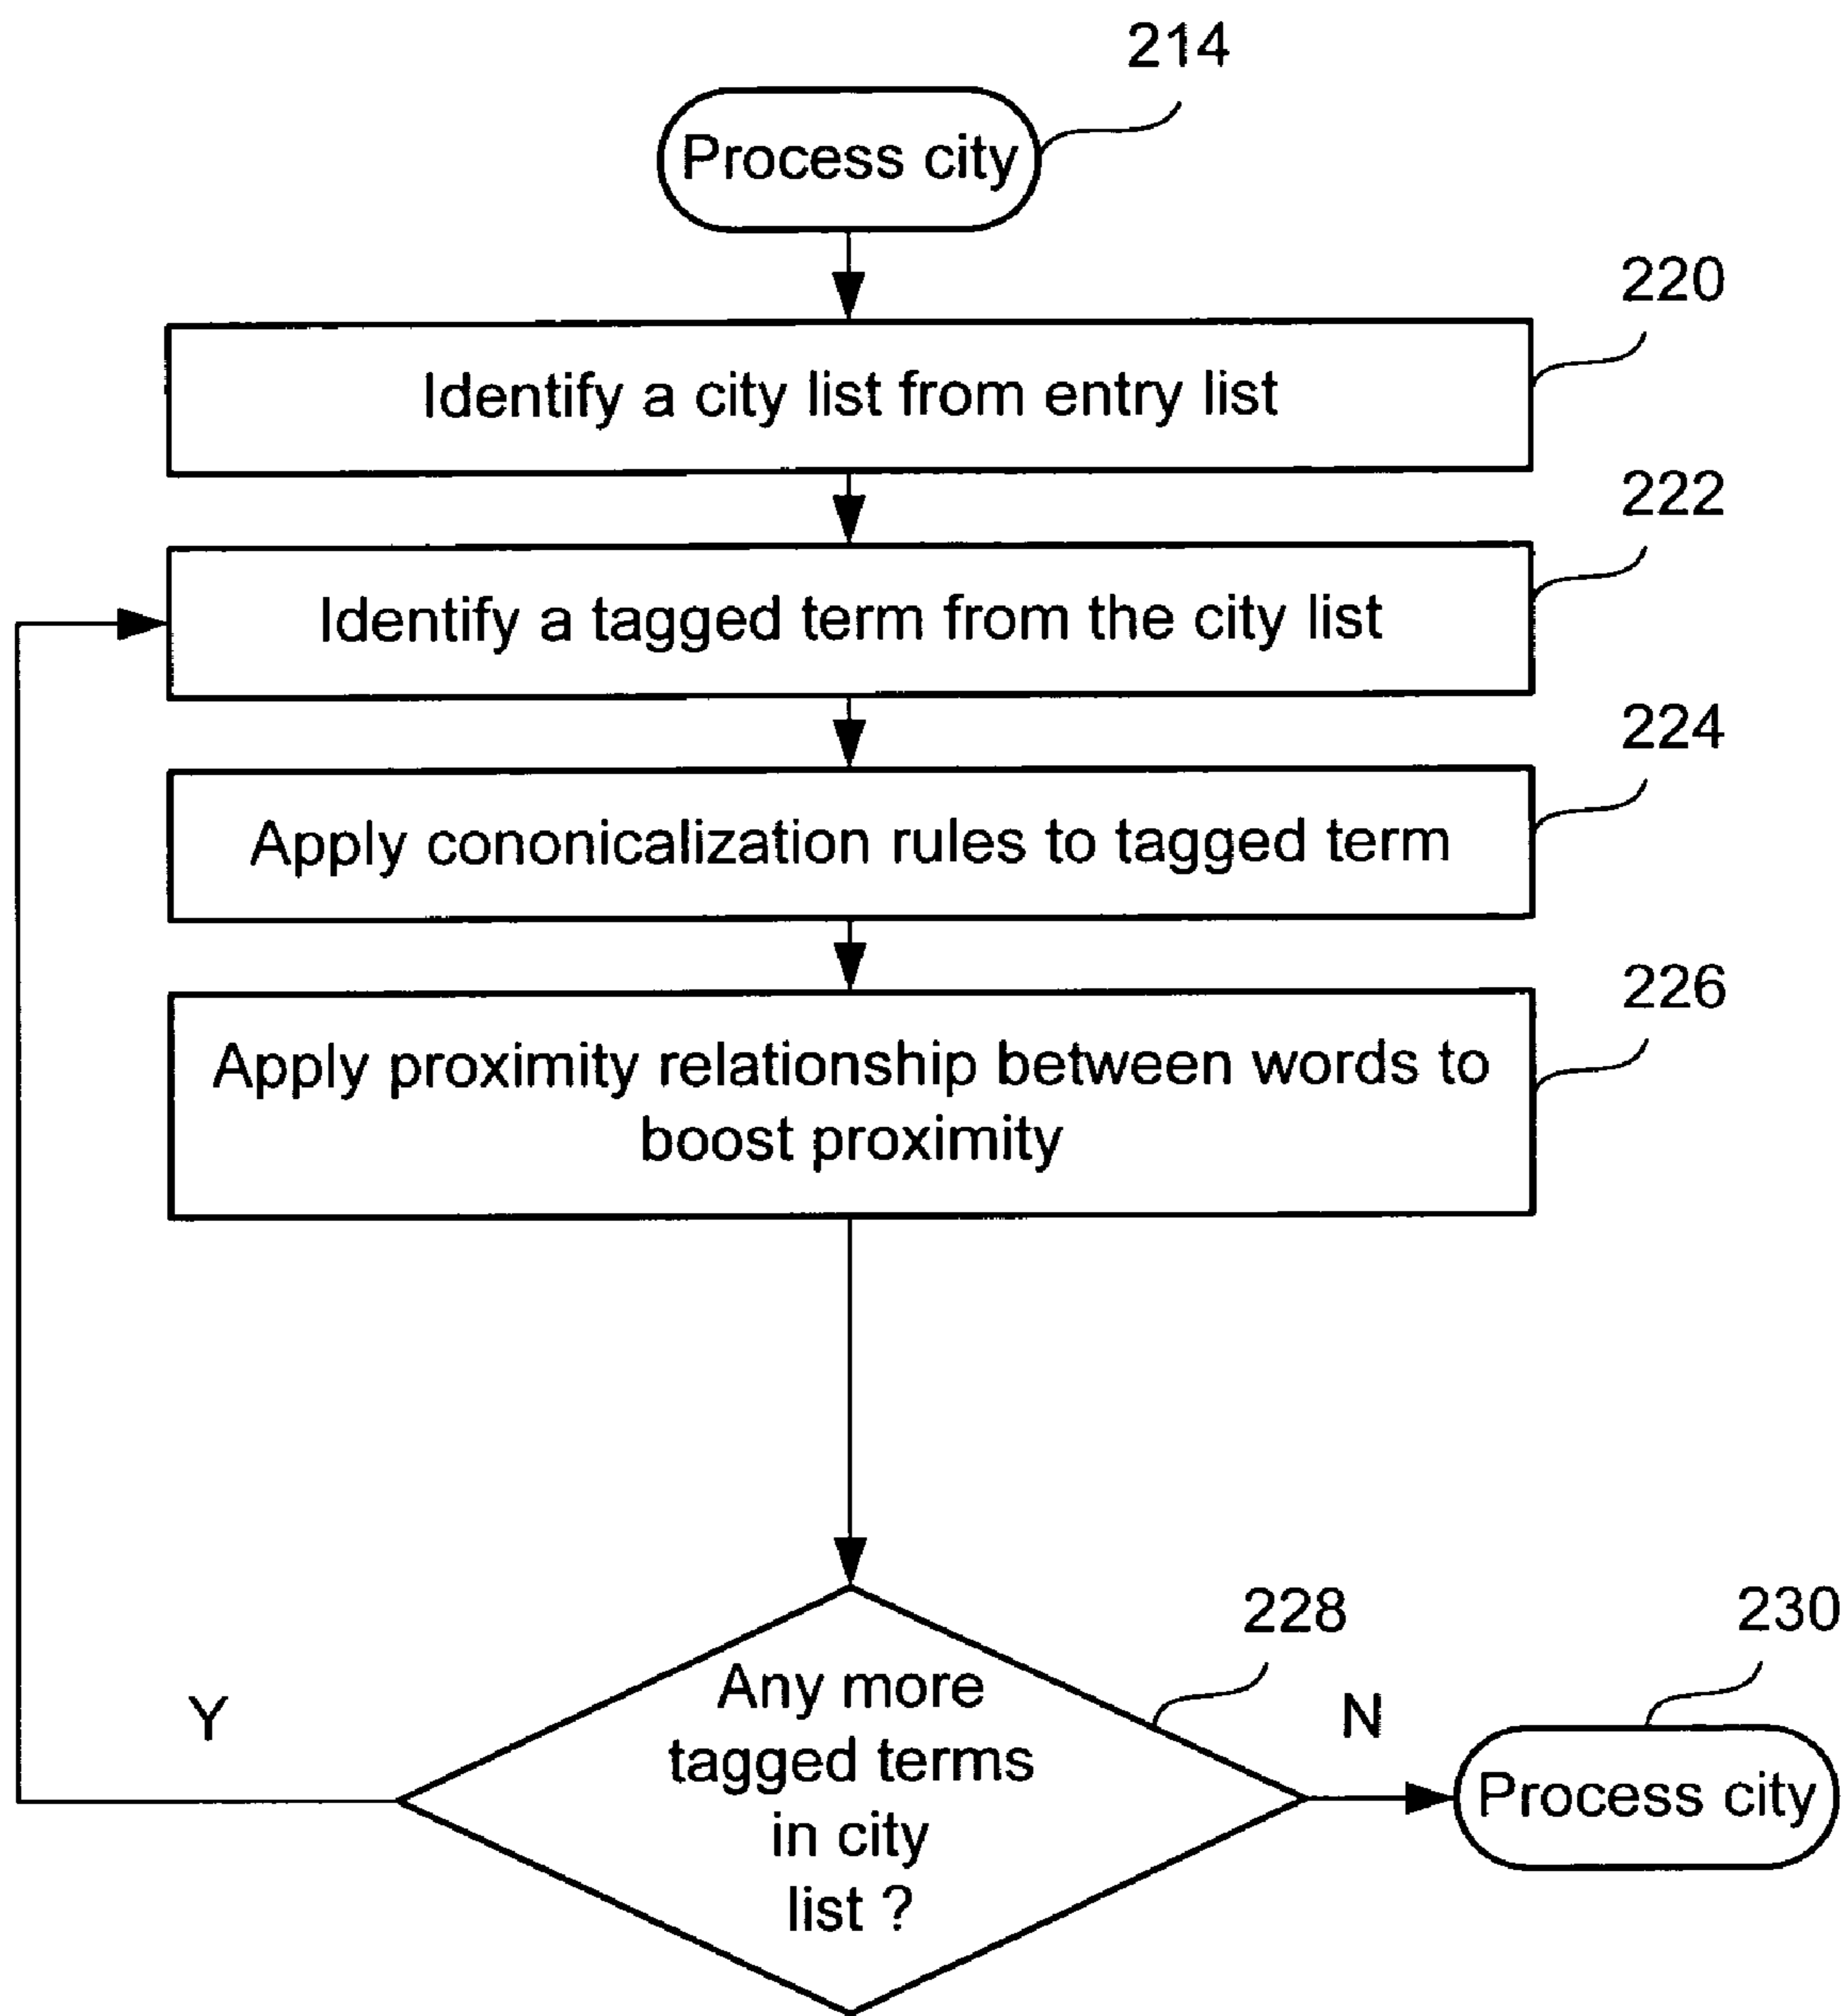 214
Process city
220
Identify a city list from entry list
222
Identify a tagged term from the city list
224
Apply cononicalization rules to tagged term
226
Apply proximity relationship between words to
boost proximity
228
230
Any more
tagged terms
in city
list ?
Y
N
Process city